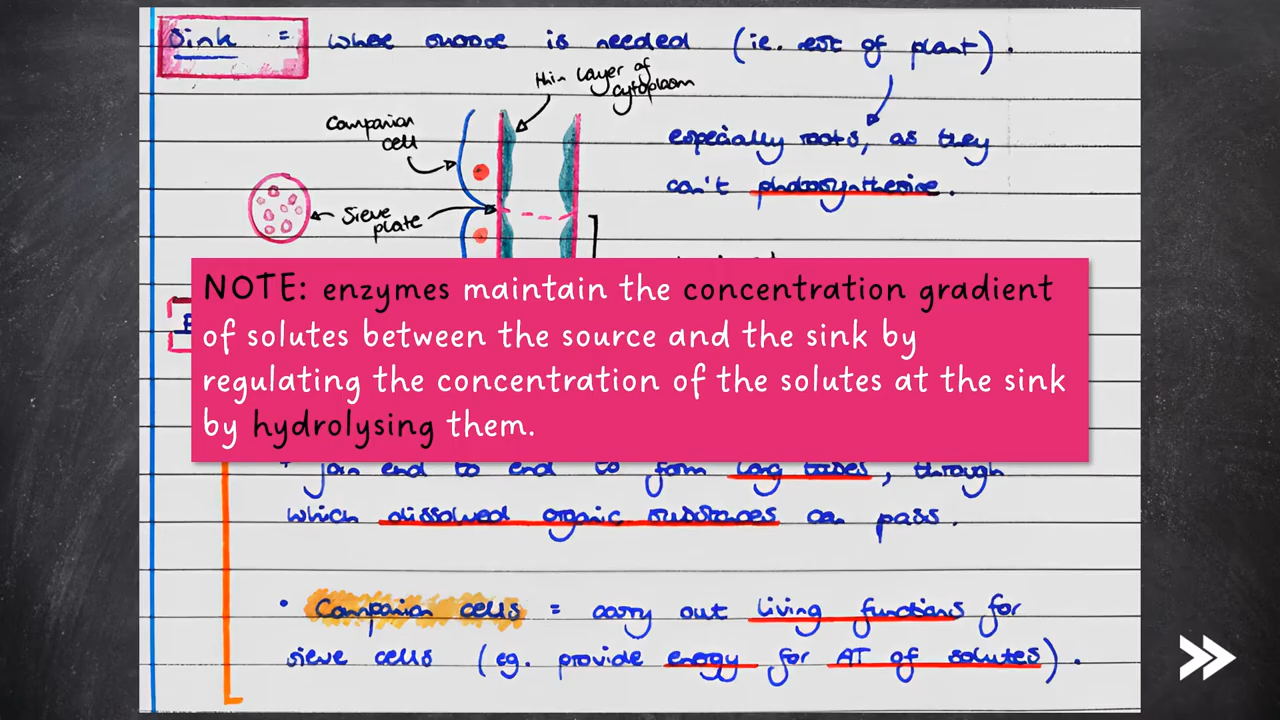 Sink = where sucrose is needed (ie. rest of plant).
thin layer of
cytoplasm
Companion
cell
especially roots, as they
can't photosynthesise.
Sieve
plate
NOTE: enzymes maintain the concentration gradient
of solutes between the source and the sink by
regulating the concentration of the solutes at the sink
by hydrolysing them.
• join end to end to form long tubes, through
which dissolved organic substances can pass.
• Companion cells = carry out living functions for
sieve cells (eg. provide energy for AT of solutes).